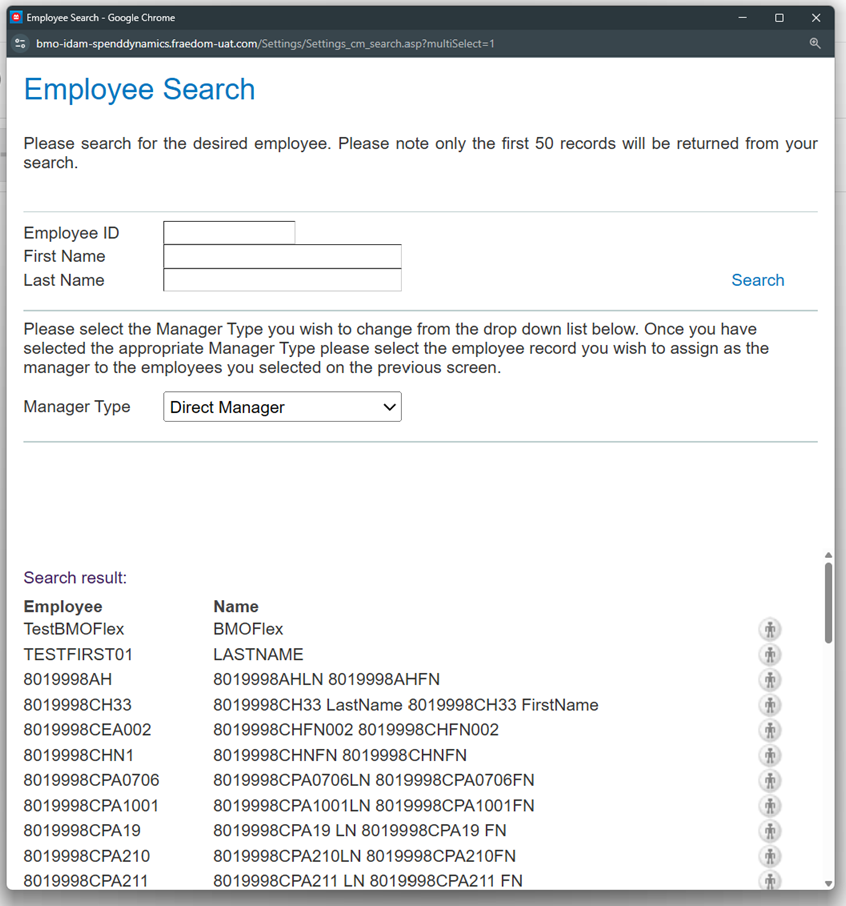 Employee Search - Google Chrome
bmo-idam-spenddynamics.fraedom-uat.com/Settings/Settings_cm_search.asp?multiSelect=1
Employee Search
Please search for the desired employee. Please note only the first 50 records will be returned from your
search.
Employee ID
First Name
Last Name
Search
Please select the Manager Type you wish to change from the drop down list below. Once you have
selected the appropriate Manager Type please select the employee record you wish to assign as the
manager to the employees you selected on the previous screen.
Manager Type Direct Manager
Search result:
Employee Name
TestBMOFlex BMOFlex
TESTFIRST01 LASTNAME
8019998AH 8019998AHLN 8019998AHFN
8019998CH33 8019998CH33 LastName 8019998CH33 FirstName
8019998CEA002 8019998CHFN002 8019998CHFN002
8019998CHN1 8019998CHNFN 8019998CHNFN
8019998CPA0706 8019998CPA0706LN 8019998CPA0706FN
8019998CPA1001 8019998CPA1001LN 8019998CPA1001FN
8019998CPA19 8019998CPA19 LN 8019998CPA19 FN
8019998CPA210 8019998CPA210LN 8019998CPA210FN
8019998CPA211 8019998CPA211 LN 8019998CPA211 FN